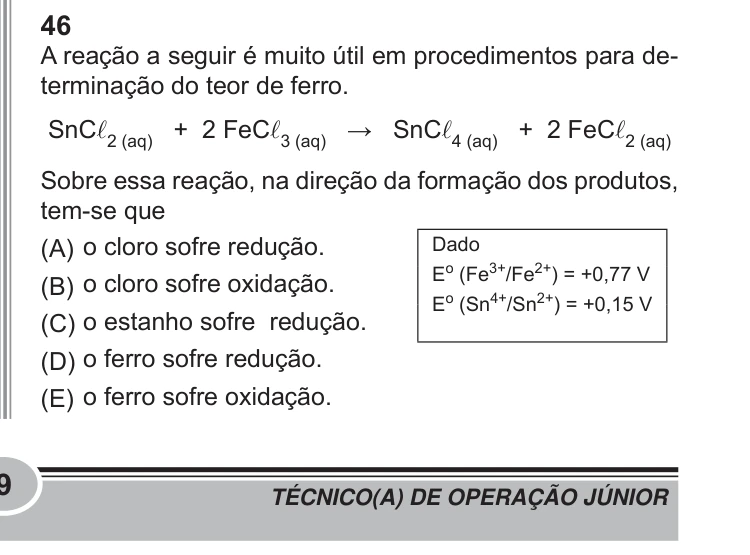 46
A reação a seguir é muito útil em procedimentos para de-
terminação do teor de ferro.
SnCℓ₂ (aq) + 2 FeCℓ₃ (aq) → SnCℓ₄ (aq) + 2 FeCℓ₂ (aq)
Sobre essa reação, na direção da formação dos produtos,
tem-se que
(A) o cloro sofre redução.
(B) o cloro sofre oxidação.
(C) o estanho sofre redução.
(D) o ferro sofre redução.
(E) o ferro sofre oxidação.
Dado
Eº (Fe³⁺/Fe²⁺) = +0,77 V
Eº (Sn⁴⁺/Sn²⁺) = +0,15 V
9
TÉCNICO(A) DE OPERAÇÃO JÚNIOR